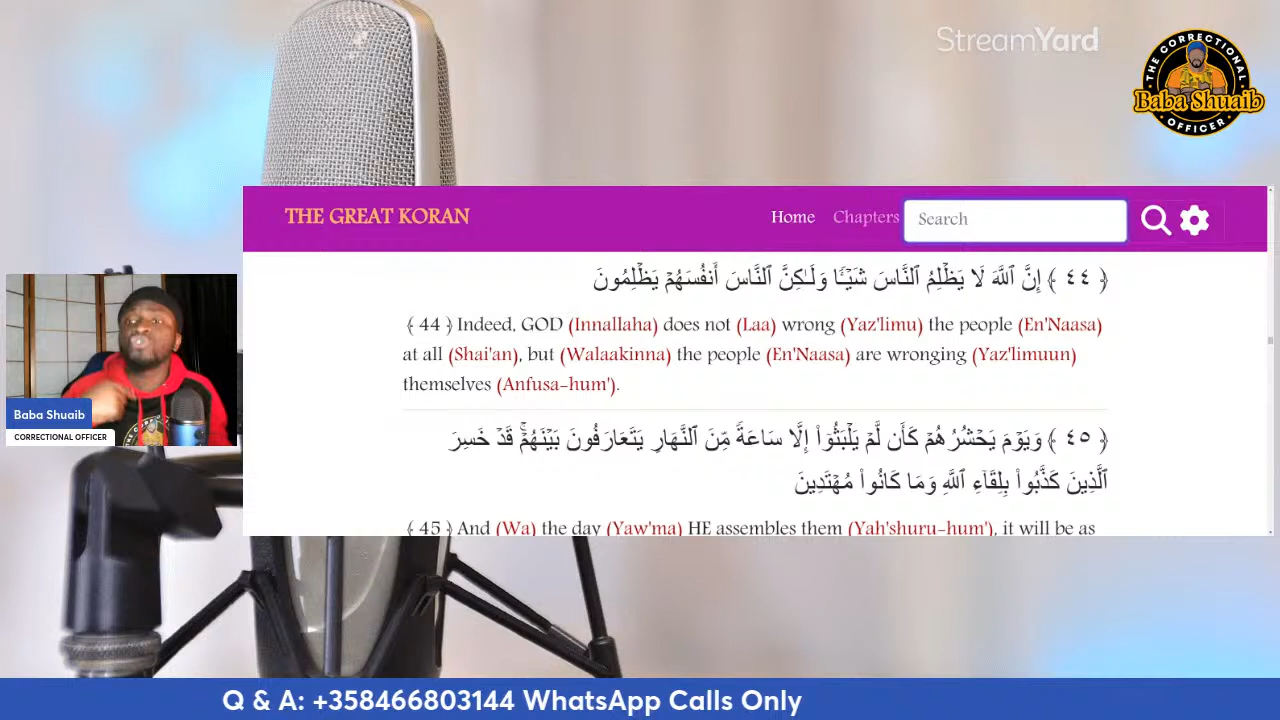 StreamYard
THE CORRECTIONAL
Baba Shuaib
OFFICER
THE GREAT KORAN
Home Chapters Search
﴿ ٤٤ ﴾ إِنَّ ٱللَّهَ لَا يَظْلِمُ ٱلنَّاسَ شَيْـًٔا وَلَـٰكِنَّ ٱلنَّاسَ أَنفُسَهُمْ يَظْلِمُونَ
﴾ 44 ﴿ Indeed, GOD (Innallaha) does not (Laa) wrong (Yaz'limu) the people (En'Naasa)
at all (Shai'an), but (Walaakinna) the people (En'Naasa) are wronging (Yaz'limuun)
themselves (Anfusa-hum').
﴿ ٤٥ ﴾ وَيَوْمَ يَحْشُرُهُمْ كَأَن لَّمْ يَلْبَثُوٓا۟ إِلَّا سَاعَةً مِّنَ ٱلنَّهَارِ يَتَعَارَفُونَ بَيْنَهُمْ ۚ قَدْ خَسِرَ
ٱلَّذِينَ كَذَّبُوا۟ بِلِقَآءِ ٱللَّهِ وَمَا كَانُوا۟ مُهْتَدِينَ
﴾ 45 ﴿ And (Wa) the day (Yaw'ma) HE assembles them (Yah'shuru-hum'), it will be as
Baba Shuaib
CORRECTIONAL OFFICER
Q & A: +358466803144 WhatsApp Calls Only